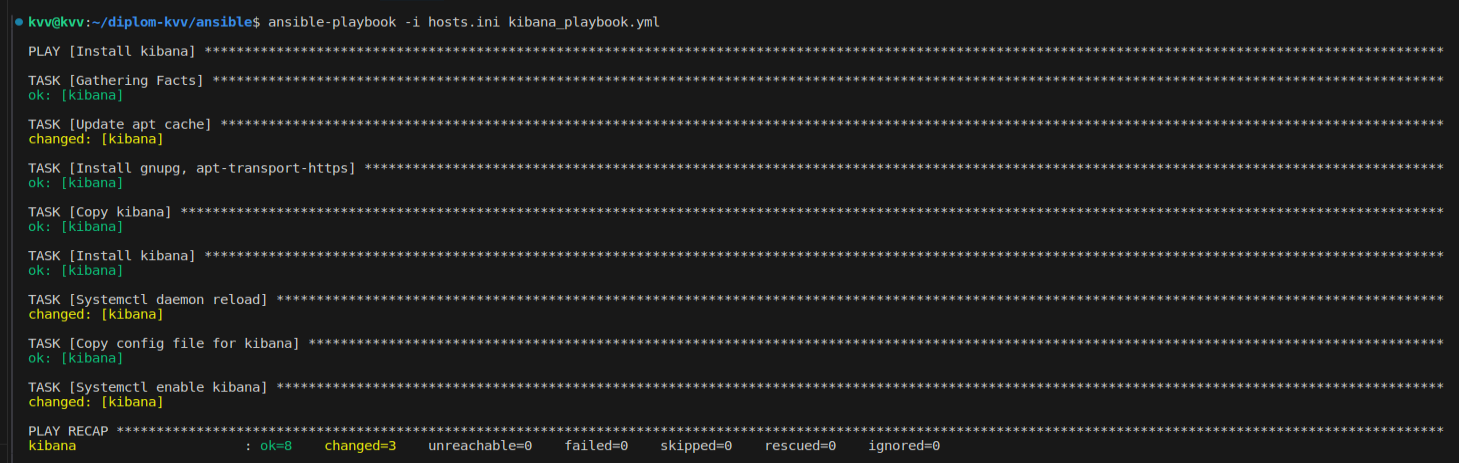 kvv@kvv:~/diplom-kvv/ansible$ ansible-playbook -i hosts.ini kibana_playbook.yml
PLAY [Install kibana] ***********************************************************************************************************************************************************
TASK [Gathering Facts] **********************************************************************************************************************************************************
ok: [kibana]
TASK [Update apt cache] *********************************************************************************************************************************************************
changed: [kibana]
TASK [Install gnupg, apt-transport-https] ***************************************************************************************************************************************
ok: [kibana]
TASK [Copy kibana] **************************************************************************************************************************************************************
ok: [kibana]
TASK [Install kibana] ***********************************************************************************************************************************************************
ok: [kibana]
TASK [Systemctl daemon reload] **************************************************************************************************************************************************
changed: [kibana]
TASK [Copy config file for kibana] **********************************************************************************************************************************************
ok: [kibana]
TASK [Systemctl enable kibana] **************************************************************************************************************************************************
changed: [kibana]
PLAY RECAP **********************************************************************************************************************************************************************
kibana                     : ok=8    changed=3    unreachable=0    failed=0    skipped=0    rescued=0    ignored=0